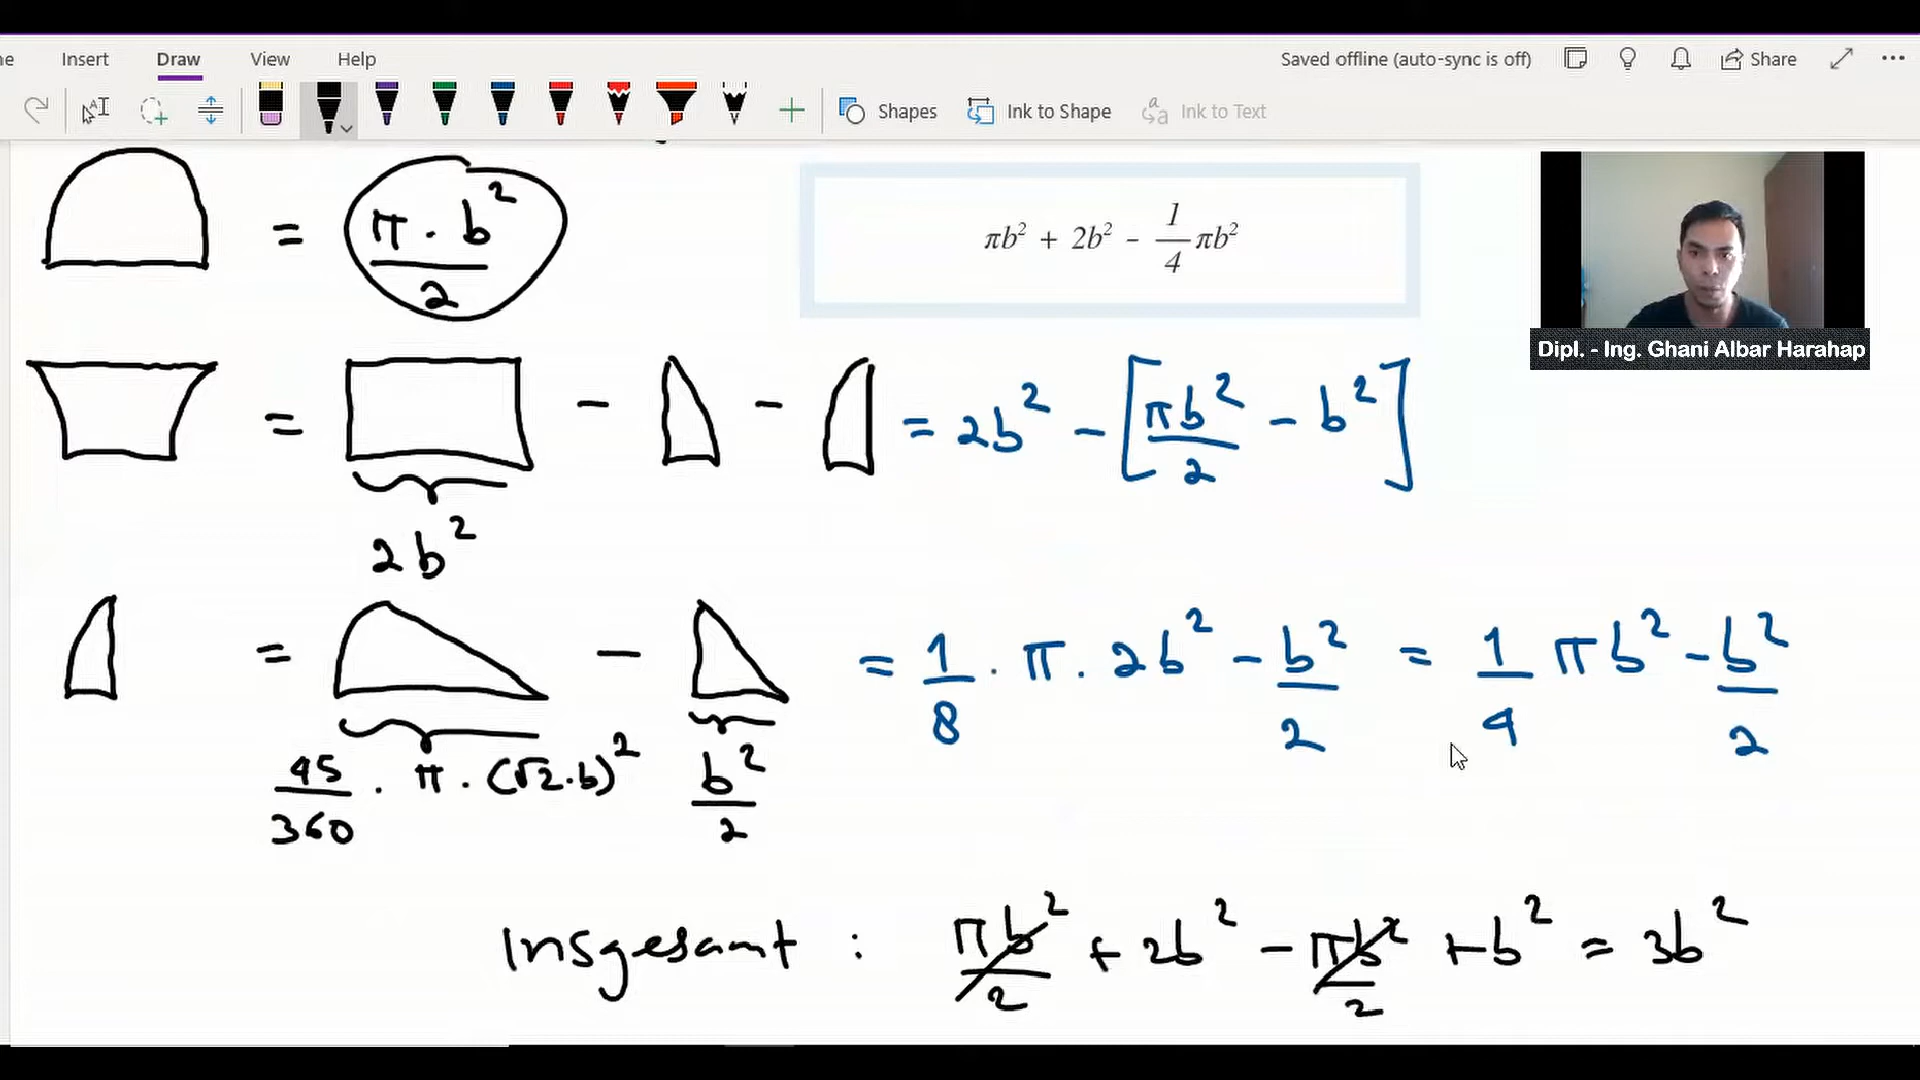 Insert Draw View Help
Saved offline (auto-sync is off) Share
Shapes Ink to Shape Ink to Text
= π · b² / 2
πb² + 2b² - 1/4 πb²
Dipl. - Ing. Ghani Albar Harahap
= - - = 2b² - [πb²/2 - b²]
2b²
= - = 1/8 · π · 2b² - b²/2 = 1/4 πb² - b²/2
45/360 · π · (√2·b)² b²/2
Insgesamt : πb²/2 + 2b² - πb²/2 + b² = 3b²